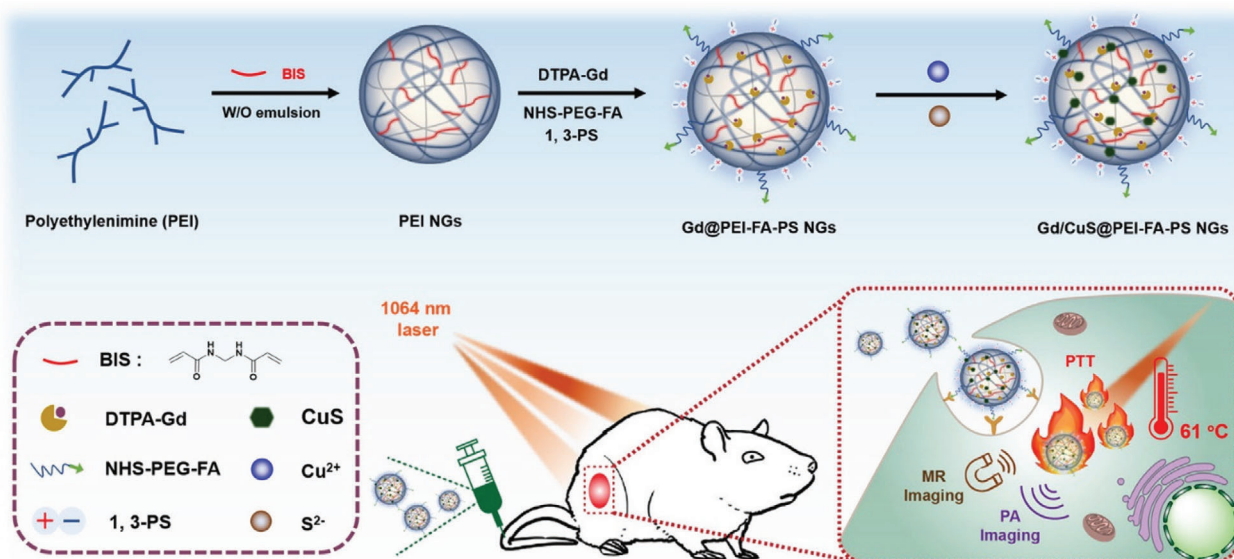 BIS
W/O emulsion
DTPA-Gd
NHS-PEG-FA
1, 3-PS
Polyethylenimine (PEI)
PEI NGs
Gd@PEI-FA-PS NGs
Gd/CuS@PEI-FA-PS NGs
1064 nm
laser
BIS :
H
N
H
N
O
O
DTPA-Gd
CuS
NHS-PEG-FA
Cu²⁺
+ −
1, 3-PS
S²⁻
PTT
61 °C
MR
Imaging
PA
Imaging